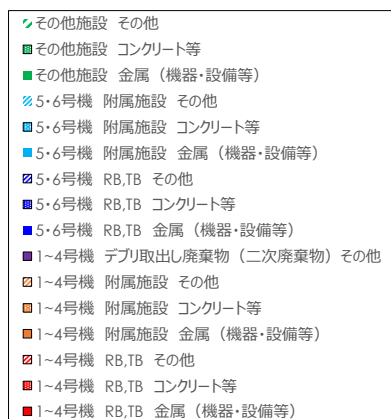 その他施設 その他
その他施設 コンクリート等
その他施設 金属（機器・設備等）
5・6号機 附属施設 その他
5・6号機 附属施設 コンクリート等
5・6号機 附属施設 金属（機器・設備等）
5・6号機 RB,TB その他
5・6号機 RB,TB コンクリート等
5・6号機 RB,TB 金属（機器・設備等）
1~4号機 デブリ取出し廃棄物（二次廃棄物）その他
1~4号機 附属施設 その他
1~4号機 附属施設 コンクリート等
1~4号機 附属施設 金属（機器・設備等）
1~4号機 RB,TB その他
1~4号機 RB,TB コンクリート等
1~4号機 RB,TB 金属（機器・設備等）